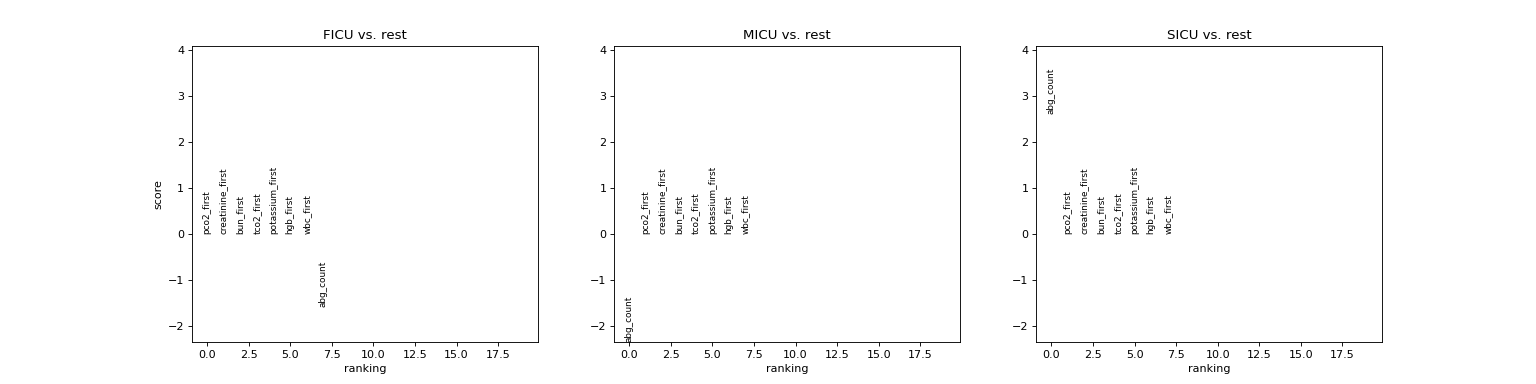 FICU vs. rest
score
4
3
2
1
0
−1
−2
pco2_first
creatinine_first
bun_first
tco2_first
potassium_first
hgb_first
wbc_first
abg_count
0.0 2.5 5.0 7.5 10.0 12.5 15.0 17.5
ranking
MICU vs. rest
4
3
2
1
0
−1
−2
abg_count
pco2_first
creatinine_first
bun_first
tco2_first
potassium_first
hgb_first
wbc_first
0.0 2.5 5.0 7.5 10.0 12.5 15.0 17.5
ranking
SICU vs. rest
4
3
2
1
0
−1
−2
abg_count
pco2_first
creatinine_first
bun_first
tco2_first
potassium_first
hgb_first
wbc_first
0.0 2.5 5.0 7.5 10.0 12.5 15.0 17.5
ranking